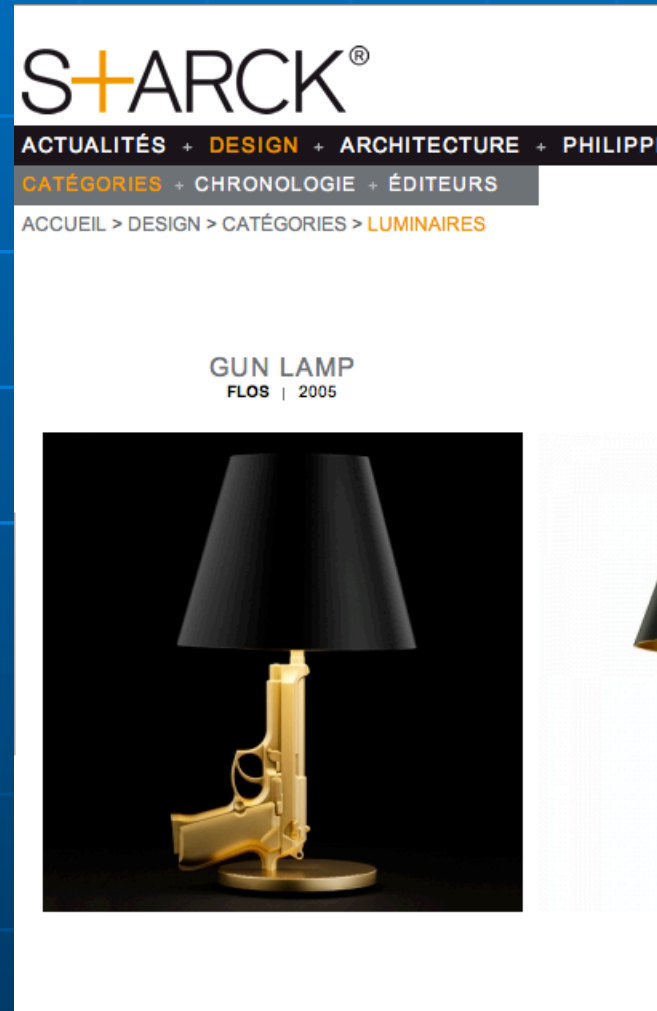 S+ARCK®
ACTUALITÉS + DESIGN + ARCHITECTURE + PHILIPP
CATÉGORIES + CHRONOLOGIE + ÉDITEURS
ACCUEIL > DESIGN > CATÉGORIES > LUMINAIRES
GUN LAMP
FLOS | 2005